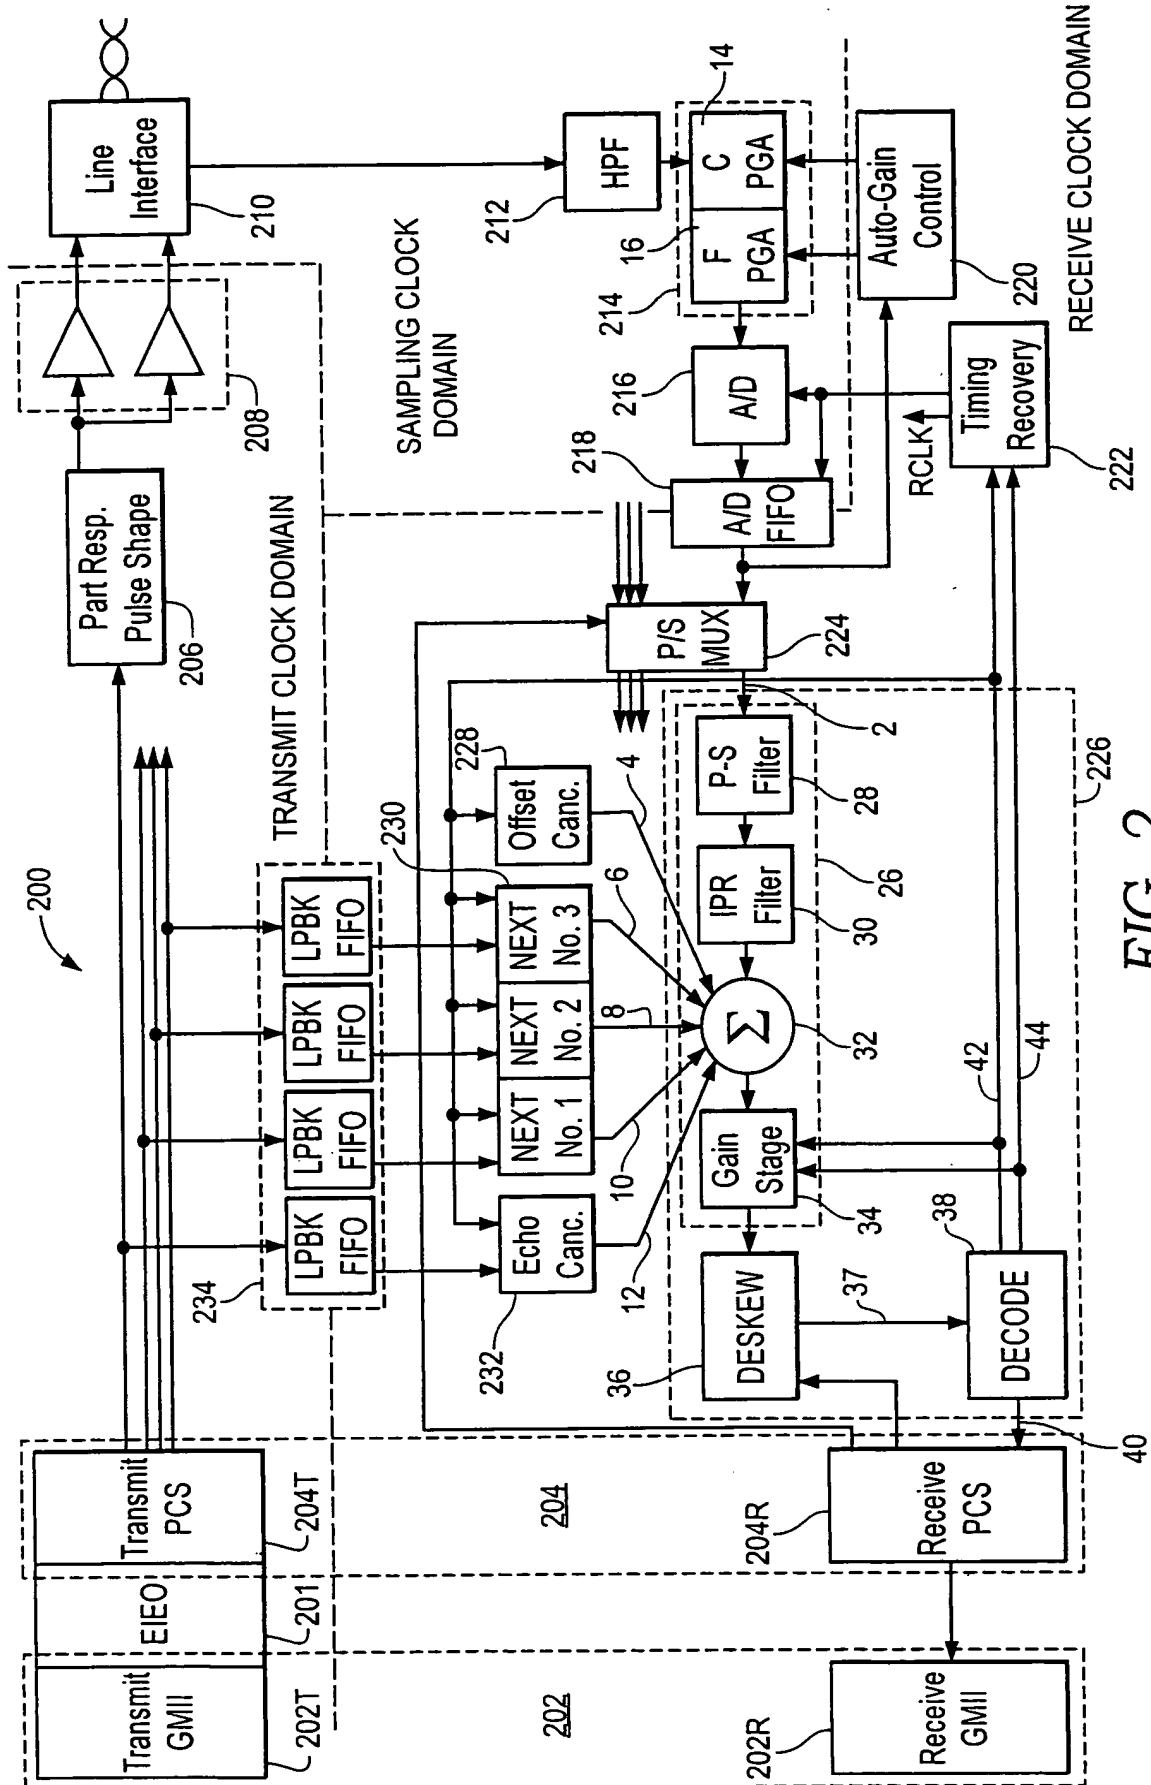 200
Transmit
GMII
202T
EIEO
201
Transmit
PCS
204T
Part Resp.
Pulse Shape
206
208
Line
Interface
210
TRANSMIT CLOCK DOMAIN
SAMPLING CLOCK
DOMAIN
234
LPBK
FIFO
LPBK
FIFO
LPBK
FIFO
LPBK
FIFO
232
Echo
Canc.
NEXT
No. 1
NEXT
No. 2
NEXT
No. 3
230
Offset
Canc.
228
12
10
8
6
4
2
P/S
MUX
224
218
A/D
FIFO
216
A/D
214
F
PGA
16
C
PGA
14
212
HPF
202
204
36
DESKEW
Gain
Stage
34
Σ
32
IPR
Filter
30
P-S
Filter
28
26
37
DECODE
38
42
44
226
40
RCLK
Timing
Recovery
222
Auto-Gain
Control
220
RECEIVE CLOCK DOMAIN
202R
Receive
GMII
204R
Receive
PCS
FIG. 2